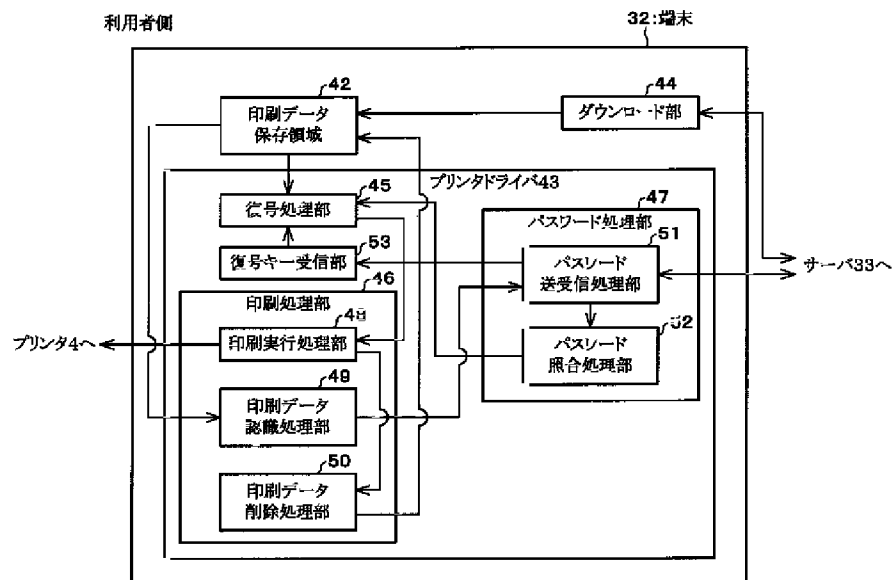 利用者側
32:端末
42
印刷データ
保存領域
44
ダウンロード部
プリンタドライバ43
45
復号処理部
47
パスワード処理部
53
復号キー受信部
51
パスワード
送受信処理部
サーバ33へ
46
印刷処理部
48
印刷実行処理部
プリンタ4へ
52
パスワード
照合処理部
49
印刷データ
認識処理部
50
印刷データ
削除処理部